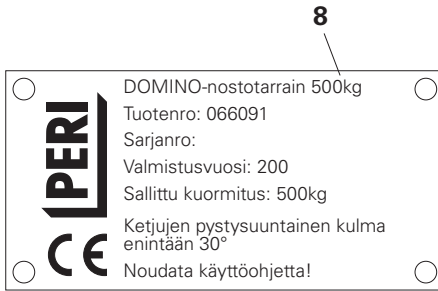 8
DOMINO-nostotarrain 500kg
Tuotenro: 066091
Sarjanro:
Valmistusvuosi: 200
Sallittu kuormitus: 500kg
Ketjujen pystysuuntainen kulma
enintään 30°
Noudata käyttöohjetta!
PERI
CE